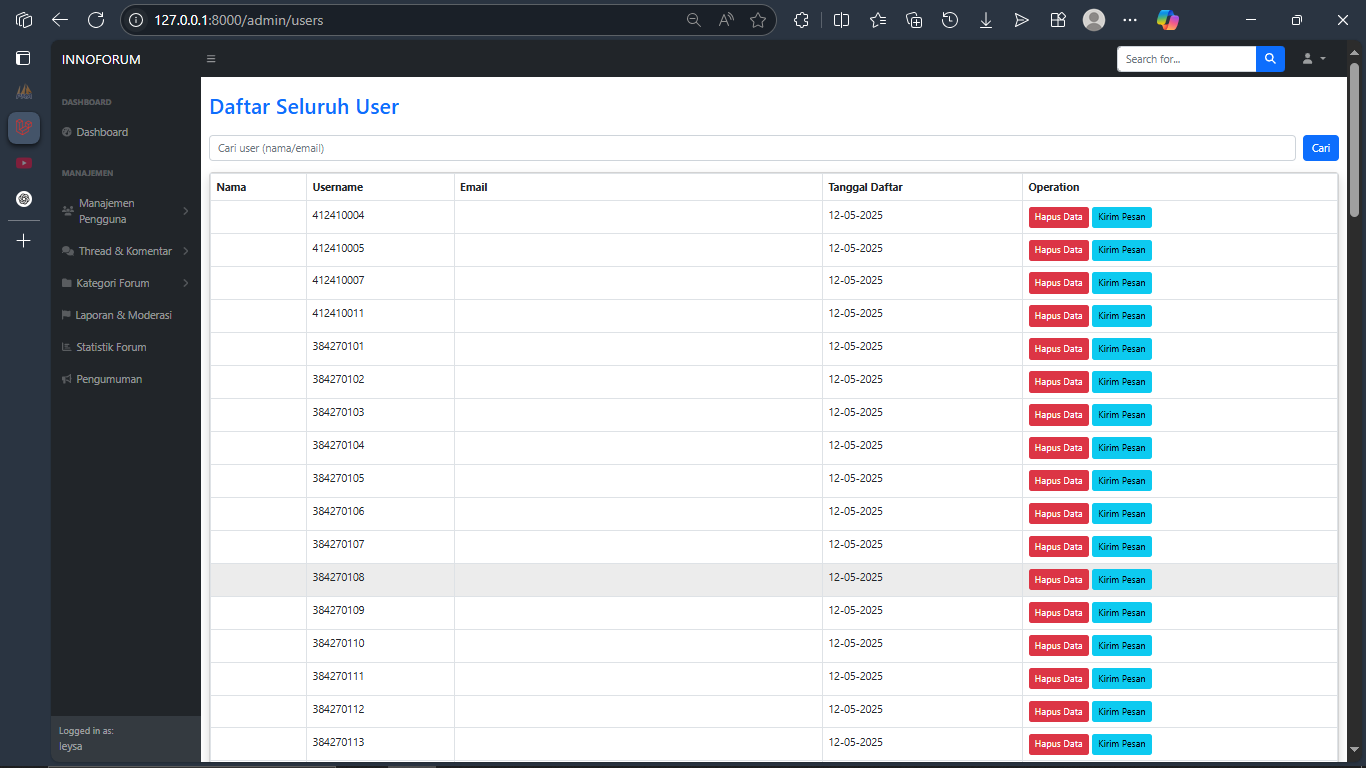 127.0.0.1:8000/admin/users
INNOFORUM
Search for...
DASHBOARD
Dashboard
MANAJEMEN
Manajemen
Pengguna
Thread & Komentar
Kategori Forum
Laporan & Moderasi
Statistik Forum
Pengumuman
Logged in as:
leysa
Daftar Seluruh User
Cari user (nama/email) Cari
Nama Username Email Tanggal Daftar Operation
412410004 12-05-2025 Hapus Data Kirim Pesan
412410005 12-05-2025 Hapus Data Kirim Pesan
412410007 12-05-2025 Hapus Data Kirim Pesan
412410011 12-05-2025 Hapus Data Kirim Pesan
384270101 12-05-2025 Hapus Data Kirim Pesan
384270102 12-05-2025 Hapus Data Kirim Pesan
384270103 12-05-2025 Hapus Data Kirim Pesan
384270104 12-05-2025 Hapus Data Kirim Pesan
384270105 12-05-2025 Hapus Data Kirim Pesan
384270106 12-05-2025 Hapus Data Kirim Pesan
384270107 12-05-2025 Hapus Data Kirim Pesan
384270108 12-05-2025 Hapus Data Kirim Pesan
384270109 12-05-2025 Hapus Data Kirim Pesan
384270110 12-05-2025 Hapus Data Kirim Pesan
384270111 12-05-2025 Hapus Data Kirim Pesan
384270112 12-05-2025 Hapus Data Kirim Pesan
384270113 12-05-2025 Hapus Data Kirim Pesan